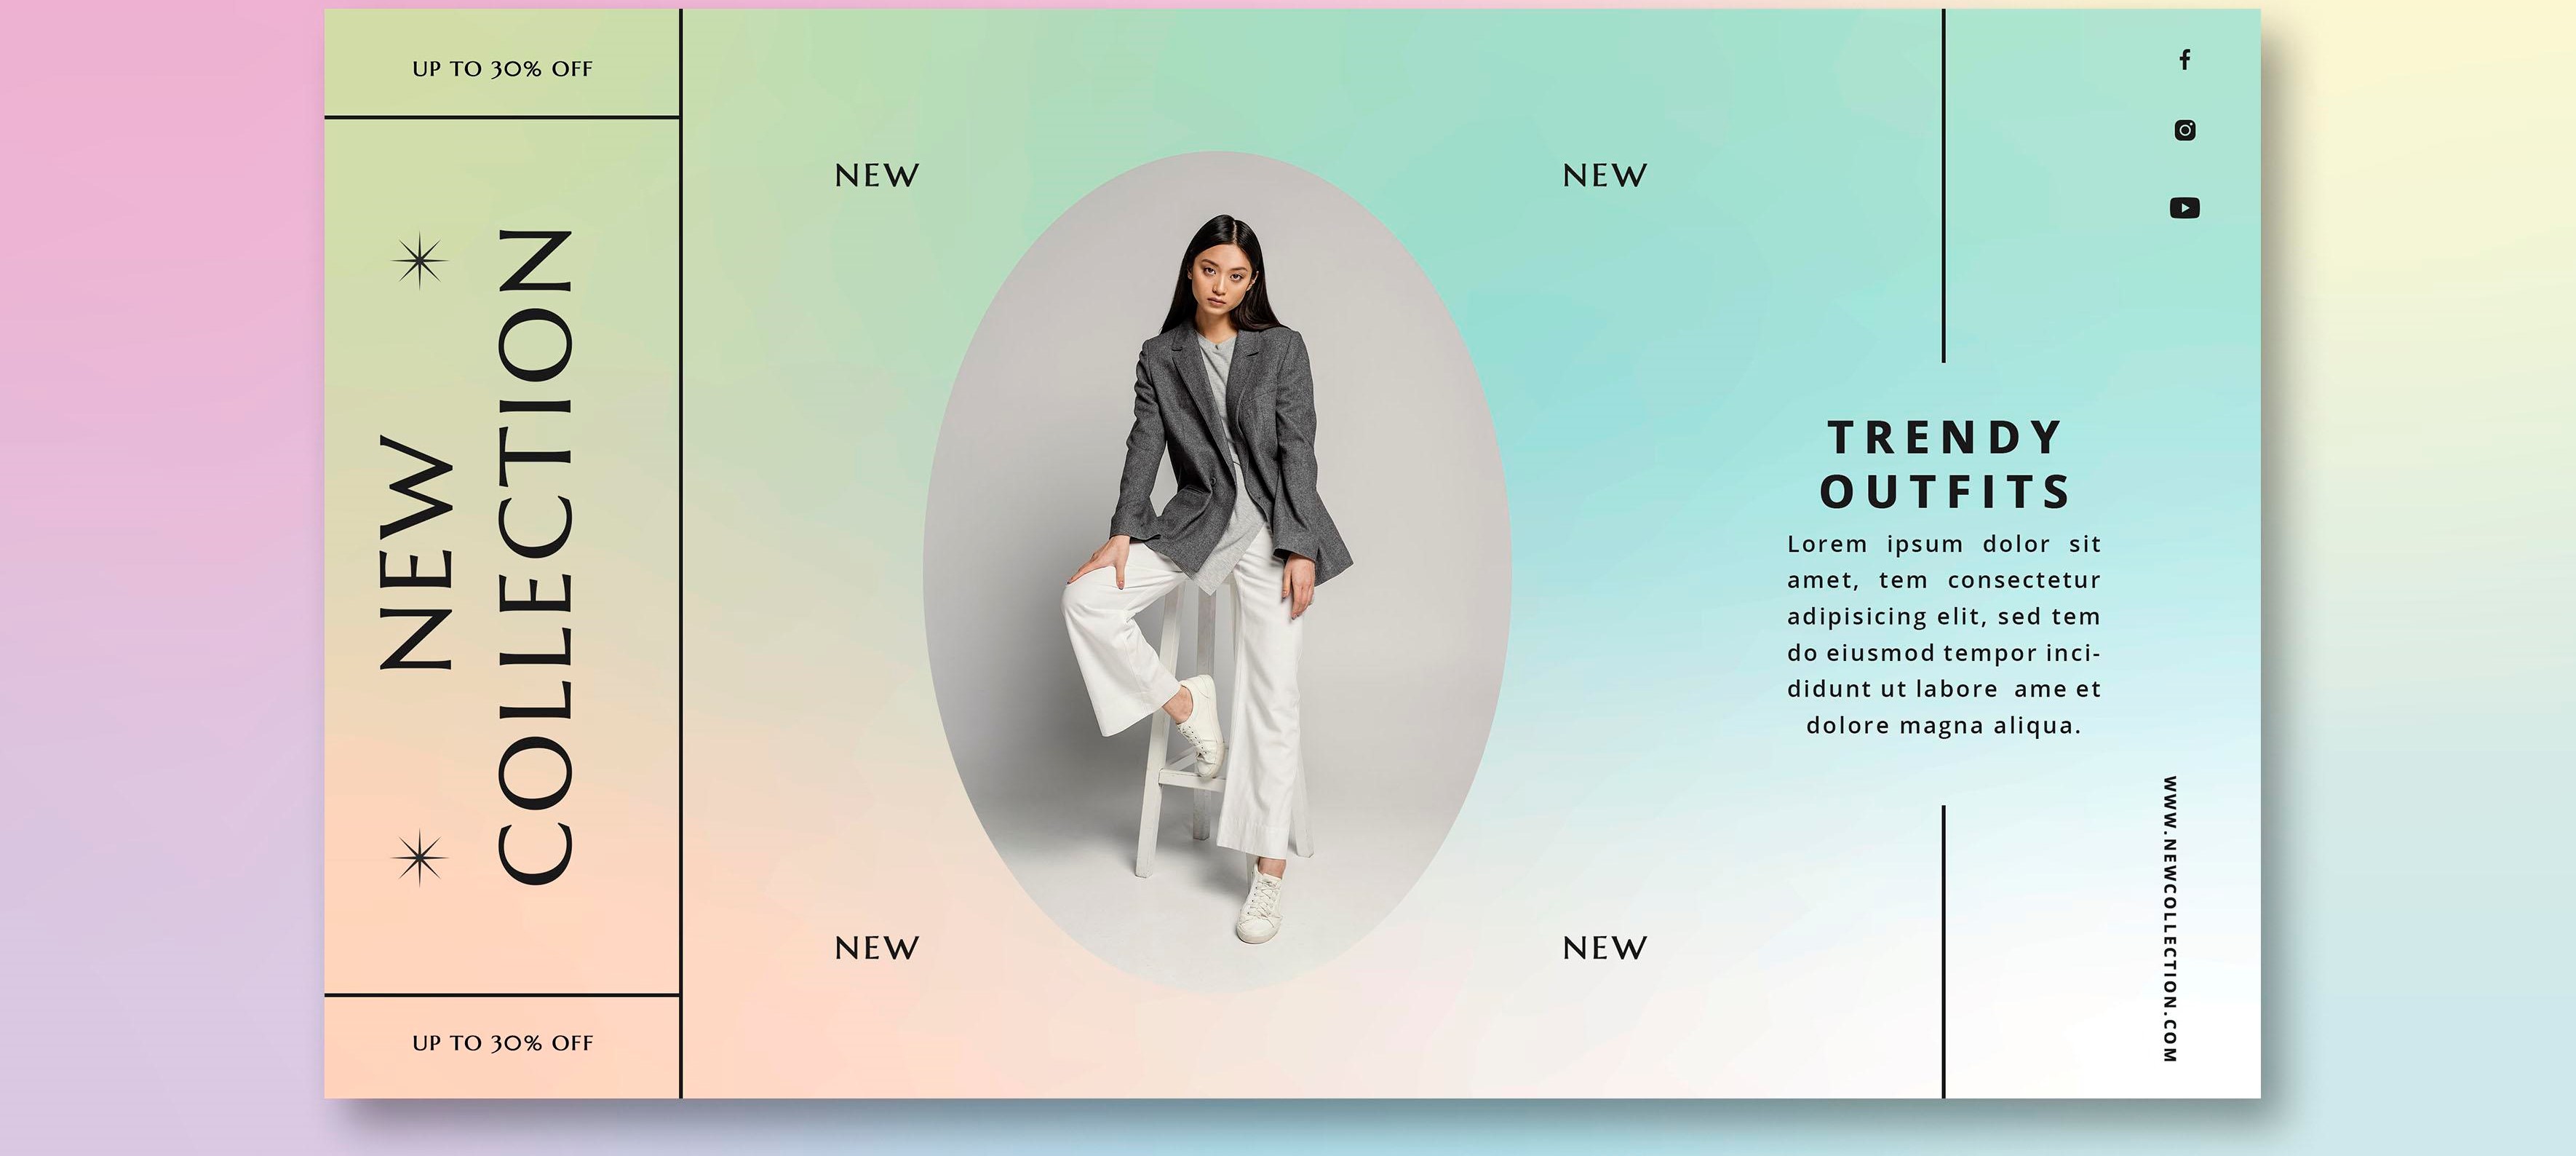 UP TO 30% OFF
NEW
COLLECTION
UP TO 30% OFF
NEW
NEW
NEW
NEW
TRENDY
OUTFITS
Lorem ipsum dolor sit
amet, tem consectetur
adipisicing elit, sed tem
do eiusmod tempor inci-
didunt ut labore ame et
dolore magna aliqua.
WWW.NEWCOLLECTION.COM